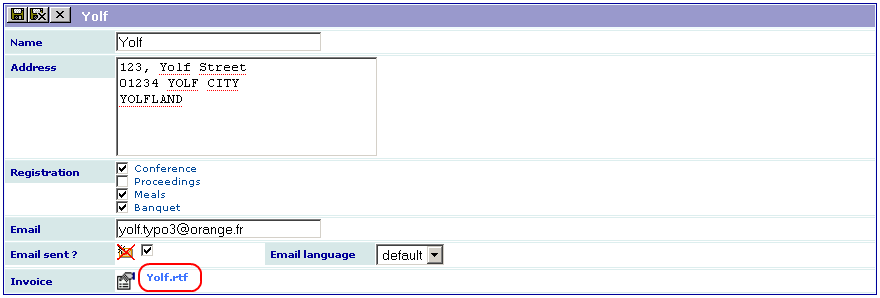 Yolf
Name Yolf
Address 123, Yolf Street
01234 YOLF CITY
YOLFLAND
Registration Conference
Proceedings
Meals
Banquet
Email yolf.typo3@orange.fr
Email sent ? Email language default
Invoice Yolf.rtf